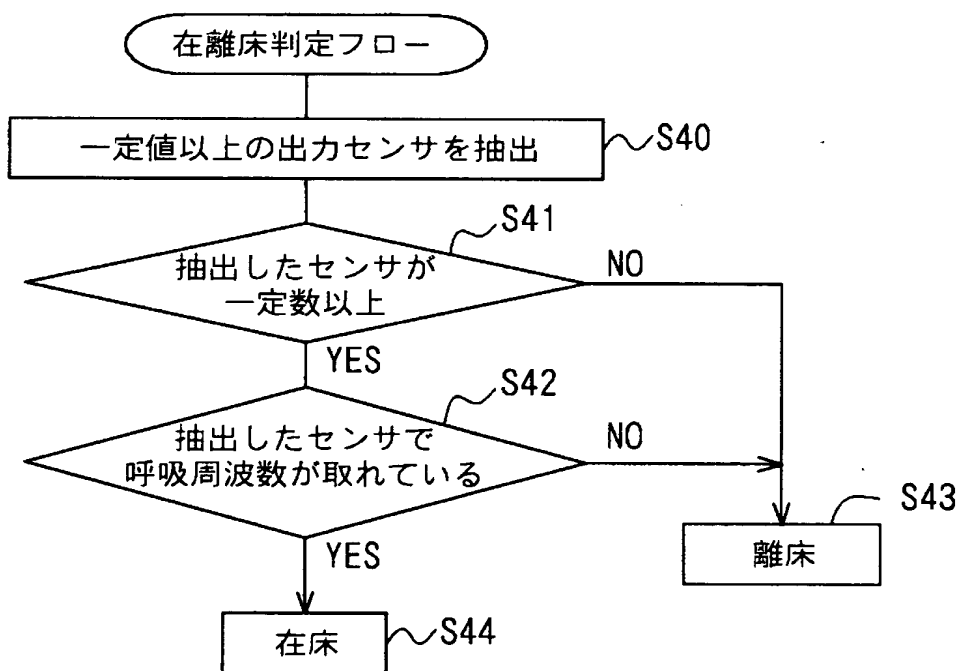 在離床判定フロー
一定値以上の出力センサを抽出
S40
S41
抽出したセンサが
一定数以上
NO
YES
S42
抽出したセンサで
呼吸周波数が取れている
NO
YES
S43
離床
在床
S44